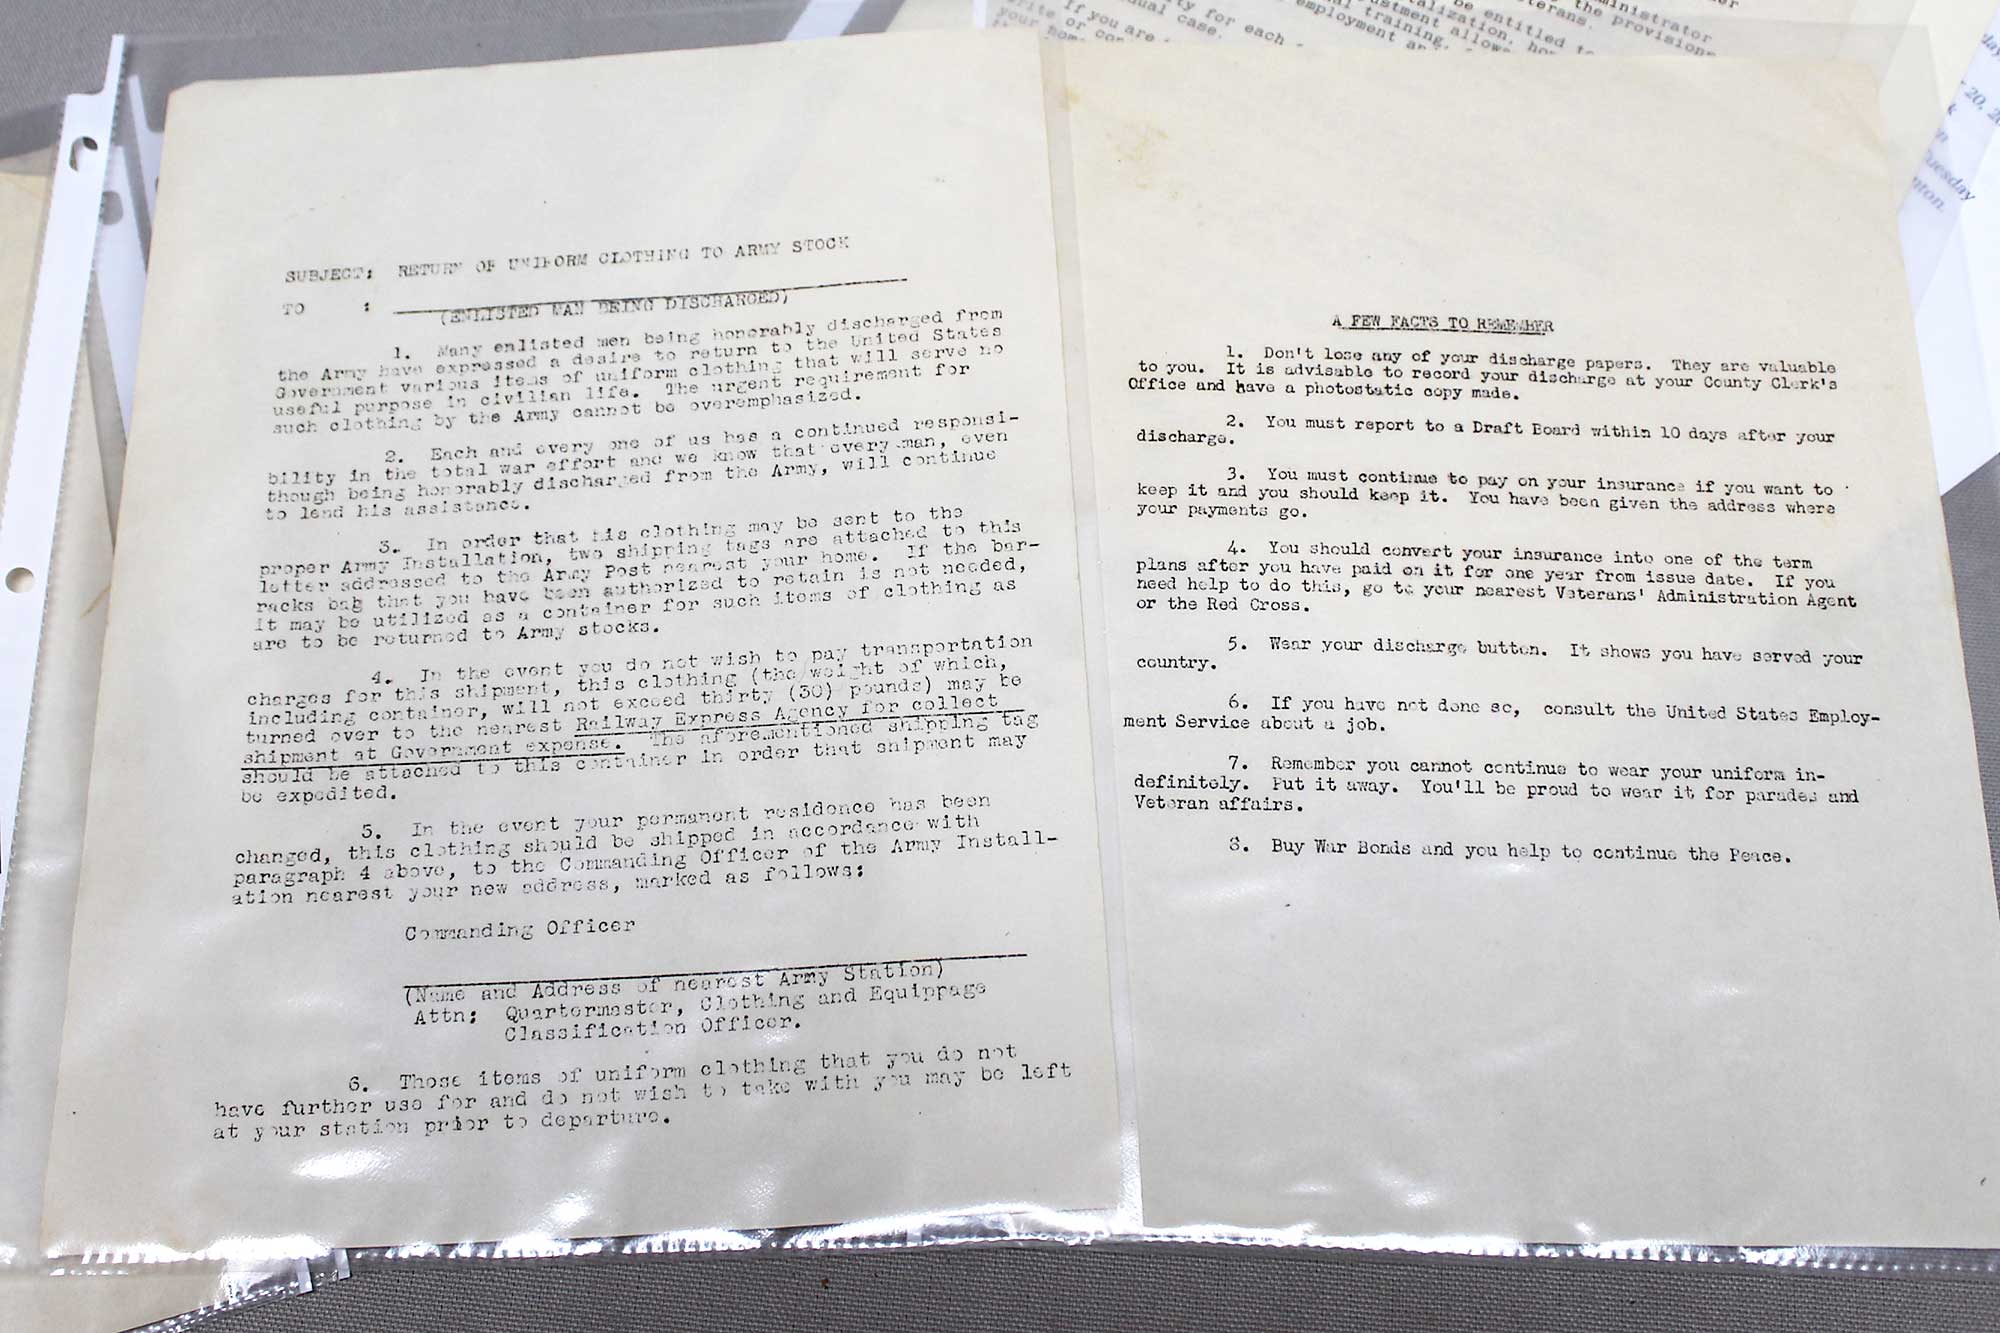 SUBJECT: RETURN OF UNIFORM CLOTHING TO ARMY STOCK
TO :
(ENLISTED MAN BEING DISCHARGED)
1. Many enlisted men being honorably discharged from
the Army have expressed a desire to return to the United States
Government various items of uniform clothing that will serve no
useful purpose in civilian life. The urgent requirement for
such clothing by the Army cannot be overemphasized.
2. Each and every one of us has a continued responsi-
bility in the total war effort and we know that every man, even
though being honorably discharged from the Army, will continue
to lend his assistance.
3. In order that his clothing may be sent to the
proper Army Installation, two shipping tags are attached to this
letter addressed to the Army Post nearest your home. If the bar-
racks bag that you have been authorized to retain is not needed,
it may be utilized as a container for such items of clothing as
are to be returned to Army stocks.
4. In the event you do not wish to pay transportation
charges for this shipment, this clothing (the weight of which,
including container, will not exceed thirty (30) pounds) may be
turned over to the nearest Railway Express Agency for collect
shipment at Government expense. The aforementioned shipping tag
should be attached to this container in order that shipment may
be expedited.
5. In the event your permanent residence has been
changed, this clothing should be shipped in accordance with
paragraph 4 above, to the Commanding Officer of the Army Install-
ation nearest your new address, marked as follows:
Commanding Officer
(Name and Address of nearest Army Station)
Attn: Quartermaster, Clothing and Equippage
Classification Officer.
6. Those items of uniform clothing that you do not
have further use for and do not wish to take with you may be left
at your station prior to departure.
A FEW FACTS TO REMEMBER
1. Don't lose any of your discharge papers. They are valuable
to you. It is advisable to record your discharge at your County Clerk's
Office and have a photostatic copy made.
2. You must report to a Draft Board within 10 days after your
discharge.
3. You must continue to pay on your insurance if you want to
keep it and you should keep it. You have been given the address where
your payments go.
4. You should convert your insurance into one of the term
plans after you have paid on it for one year from issue date. If you
need help to do this, go to your nearest Veterans' Administration Agent
or the Red Cross.
5. Wear your discharge button. It shows you have served your
country.
6. If you have not done so, consult the United States Employ-
ment Service about a job.
7. Remember you cannot continue to wear your uniform in-
definitely. Put it away. You'll be proud to wear it for parades and
Veteran affairs.
8. Buy War Bonds and you help to continue the Peace.
the provisions
be entitled to
training, allow
employment
for each
case.
If you are
your
or
20,
Tuesday